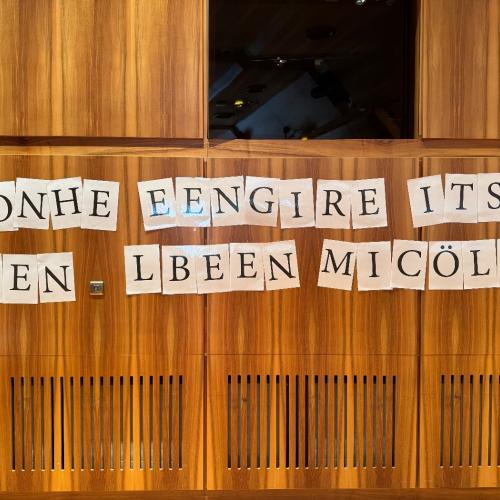 ONHE EENGIRE ITS
EN LBEEN MICÖL